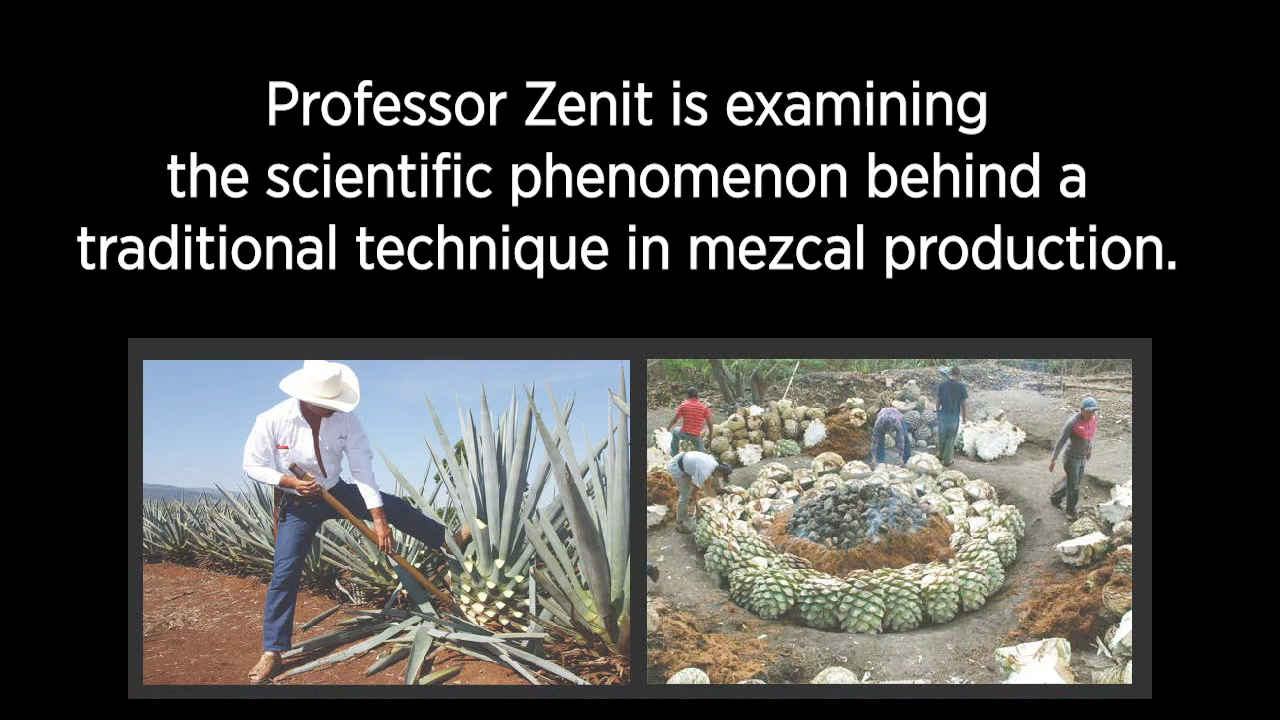 Professor Zenit is examining
the scientific phenomenon behind a
traditional technique in mezcal production.